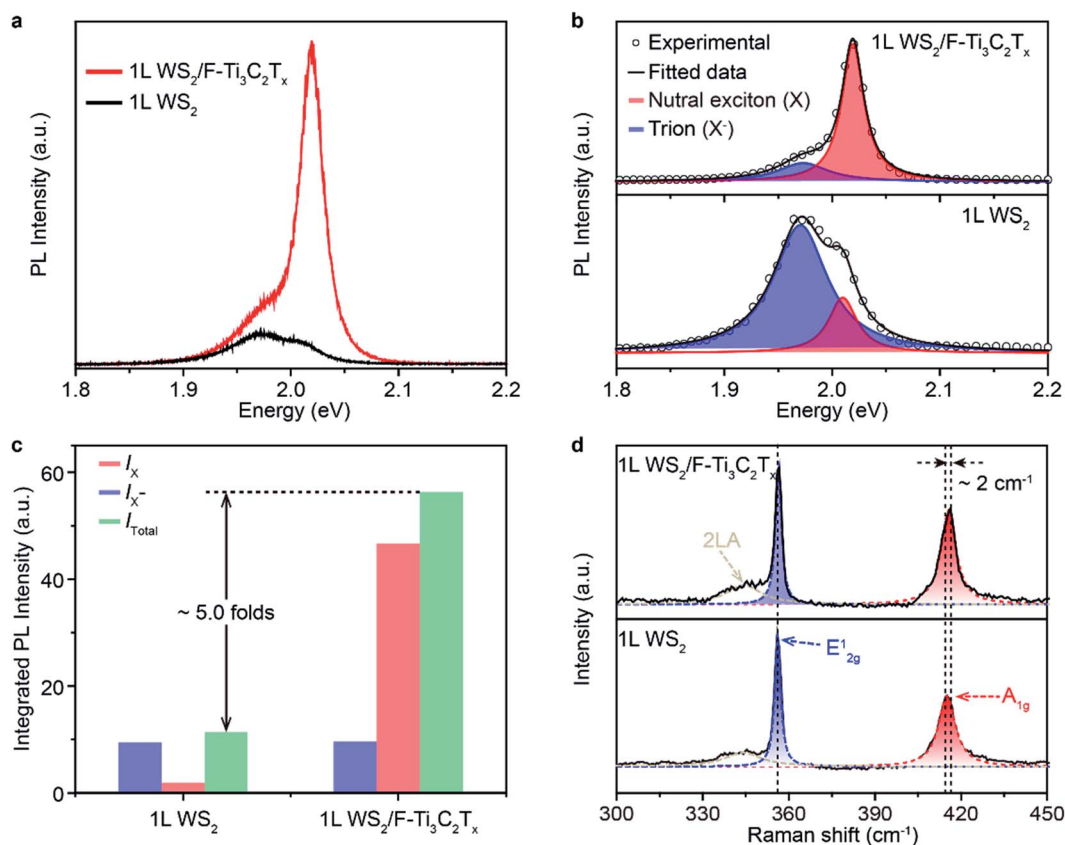 a
1L WS₂/F-Ti₃C₂Tₓ
1L WS₂
PL Intensity (a.u.)
1.8 1.9 2.0 2.1 2.2
Energy (eV)
b
Experimental
1L WS₂/F-Ti₃C₂Tₓ
Fitted data
Nutral exciton (X)
Trion (X⁻)
1L WS₂
PL Intensity (a.u.)
1.8 1.9 2.0 2.1 2.2
Energy (eV)
c
60
40
20
0
I_X
I_X-
I_Total
~ 5.0 folds
Integrated PL Intensity (a.u.)
1L WS₂ 1L WS₂/F-Ti₃C₂Tₓ
d
1L WS₂/F-Ti₃C₂Tₓ
~ 2 cm⁻¹
2LA
1L WS₂
E¹₂g
A₁g
Intensity (a.u.)
300 330 360 390 420 450
Raman shift (cm⁻¹)